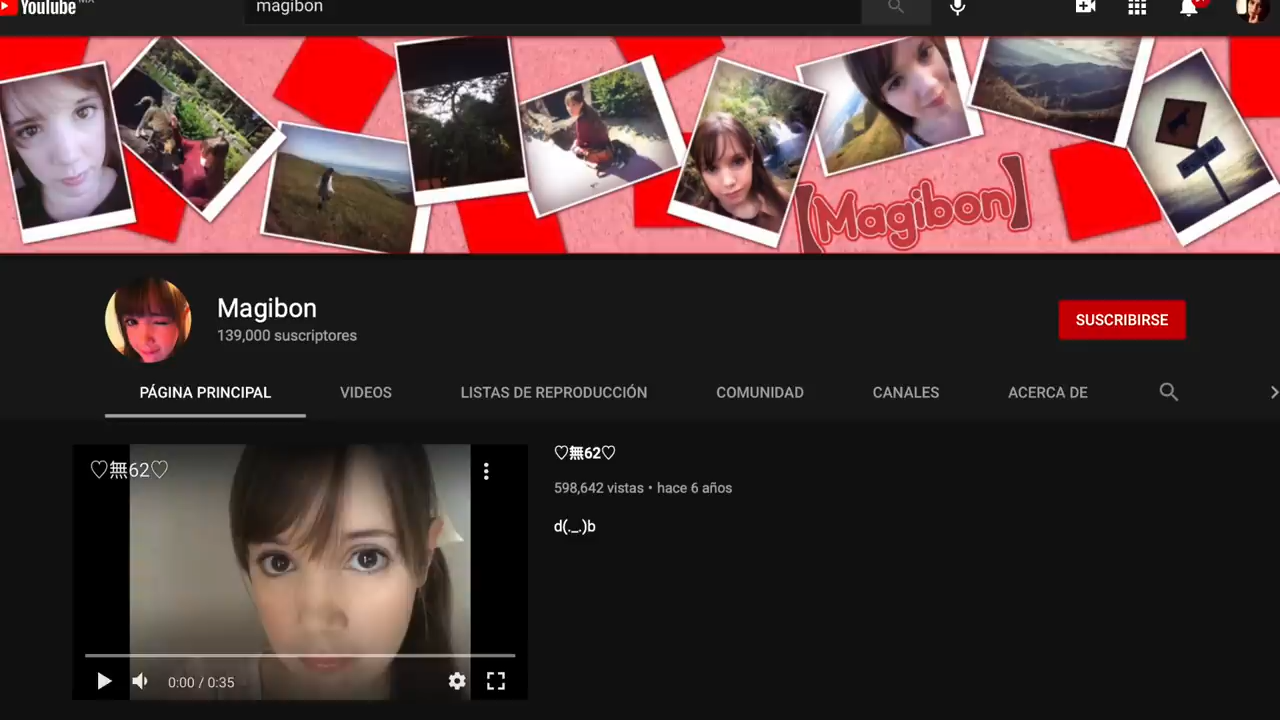 YouTube MX
magibon
【Magibon】
Magibon
139,000 suscriptores
SUSCRIBIRSE
PÁGINA PRINCIPAL
VIDEOS
LISTAS DE REPRODUCCIÓN
COMUNIDAD
CANALES
ACERCA DE
♡無62♡
♡無62♡
598,642 vistas • hace 6 años
d(._.)b
0:00 / 0:35